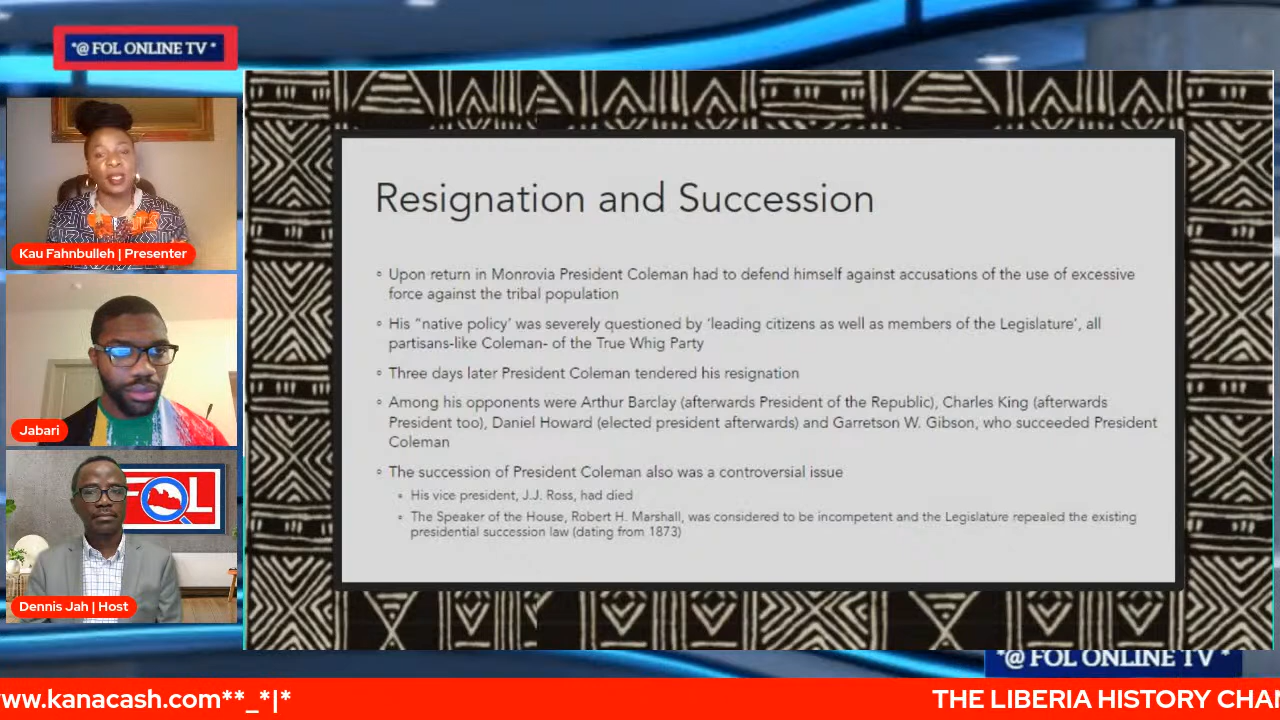 *@ FOL ONLINE TV *
Kau Fahnbulleh | Presenter
Jabari
FOL
Dennis Jah | Host
Resignation and Succession
◦ Upon return in Monrovia President Coleman had to defend himself against accusations of the use of excessive
force against the tribal population
◦ His “native policy’ was severely questioned by ‘leading citizens as well as members of the Legislature’, all
partisans-like Coleman- of the True Whig Party
◦ Three days later President Coleman tendered his resignation
◦ Among his opponents were Arthur Barclay (afterwards President of the Republic), Charles King (afterwards
President too), Daniel Howard (elected president afterwards) and Garretson W. Gibson, who succeeded President
Coleman
◦ The succession of President Coleman also was a controversial issue
◦ His vice president, J.J. Ross, had died
◦ The Speaker of the House, Robert H. Marshall, was considered to be incompetent and the Legislature repealed the existing
presidential succession law (dating from 1873)
*@ FOL ONLINE TV *
ww.kanacash.com**_*|*
THE LIBERIA HISTORY CHA